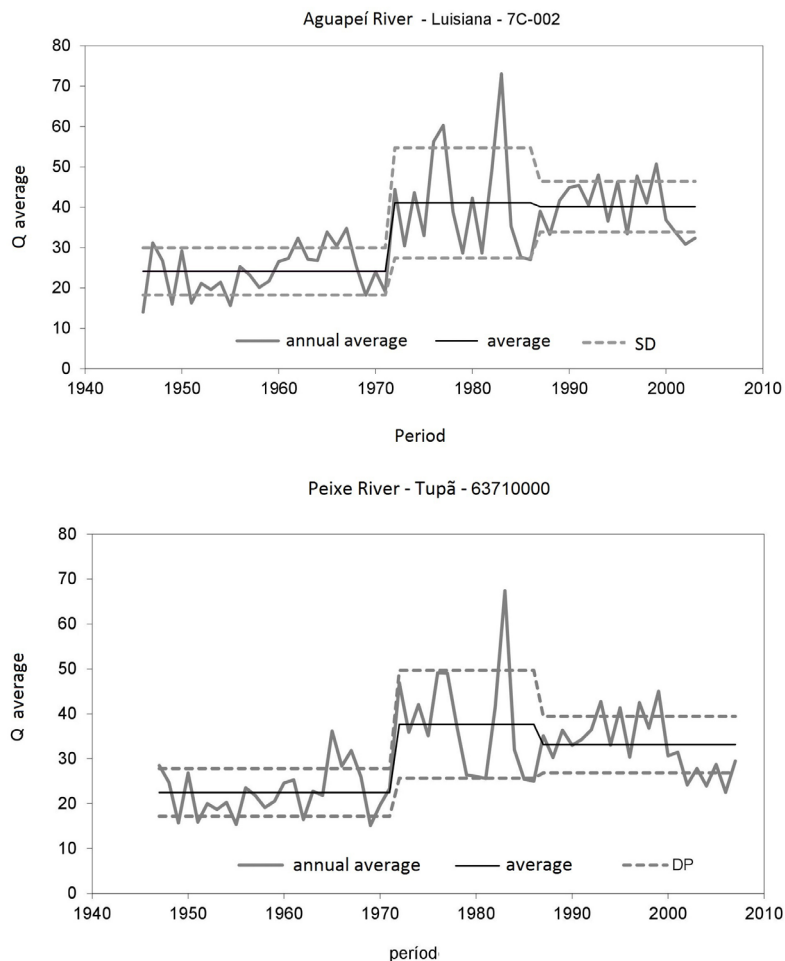 Aguapeí River - Luisiana - 7C-002
Q average
80
70
60
50
40
30
20
10
0
annual average average SD
1940 1950 1960 1970 1980 1990 2000 2010
Period
Peixe River - Tupã - 63710000
Q average
80
70
60
50
40
30
20
10
0
annual average average DP
1940 1950 1960 1970 1980 1990 2000 2010
períod